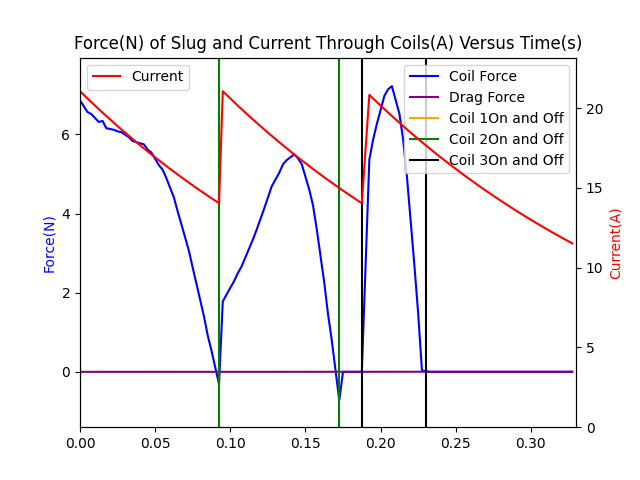 Force(N) of Slug and Current Through Coils(A) Versus Time(s)
Current
Coil Force
Drag Force
Coil 1On and Off
Coil 2On and Off
Coil 3On and Off
Force(N)
6
4
2
0
20
15
10
5
0
Current(A)
0.00 0.05 0.10 0.15 0.20 0.25 0.30